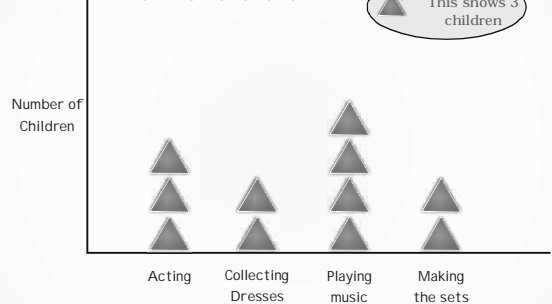 This shows 3
children
Number of
Children
Acting
Collecting
Dresses
Playing
music
Making
the sets